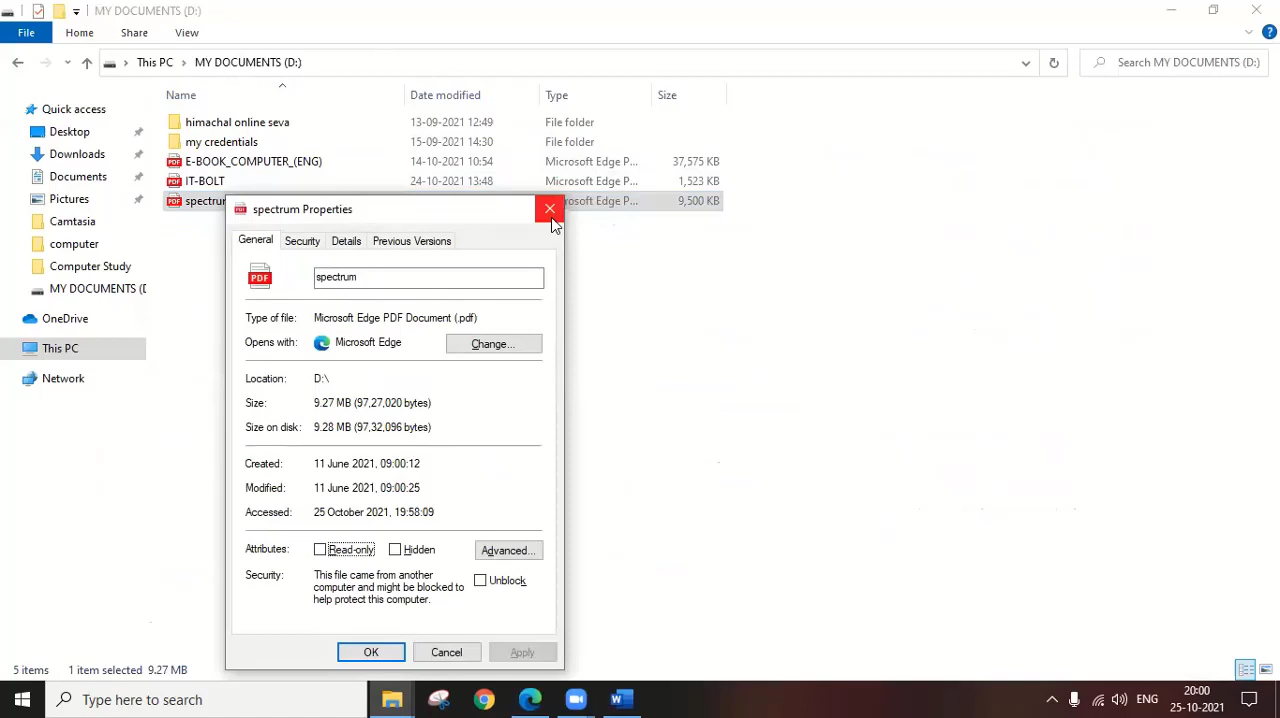 MY DOCUMENTS (D:)
File Home Share View
This PC MY DOCUMENTS (D:) Search MY DOCUMENTS (D:)
Name Date modified Type Size
Quick access
Desktop
Downloads
Documents
Pictures
Camtasia
computer
Computer Study
MY DOCUMENTS (D
OneDrive
This PC
Network
himachal online seva 13-09-2021 12:49 File folder
my credentials 15-09-2021 14:30 File folder
PDF E-BOOK_COMPUTER_(ENG) 14-10-2021 10:54 Microsoft Edge P... 37,575 KB
PDF IT-BOLT 24-10-2021 13:48 Microsoft Edge P... 1,523 KB
PDF spectrum Microsoft Edge P... 9,500 KB
spectrum Properties
General Security Details Previous Versions
PDF spectrum
Type of file: Microsoft Edge PDF Document (.pdf)
Opens with: Microsoft Edge Change...
Location: D:\
Size: 9.27 MB (97,27,020 bytes)
Size on disk: 9.28 MB (97,32,096 bytes)
Created: 11 June 2021, 09:00:12
Modified: 11 June 2021, 09:00:25
Accessed: 25 October 2021, 19:58:09
Attributes: Read-only Hidden Advanced...
Security: This file came from another
computer and might be blocked to
help protect this computer.
Unblock
OK Cancel Apply
5 items 1 item selected 9.27 MB
Type here to search
ENG
20:00
25-10-2021